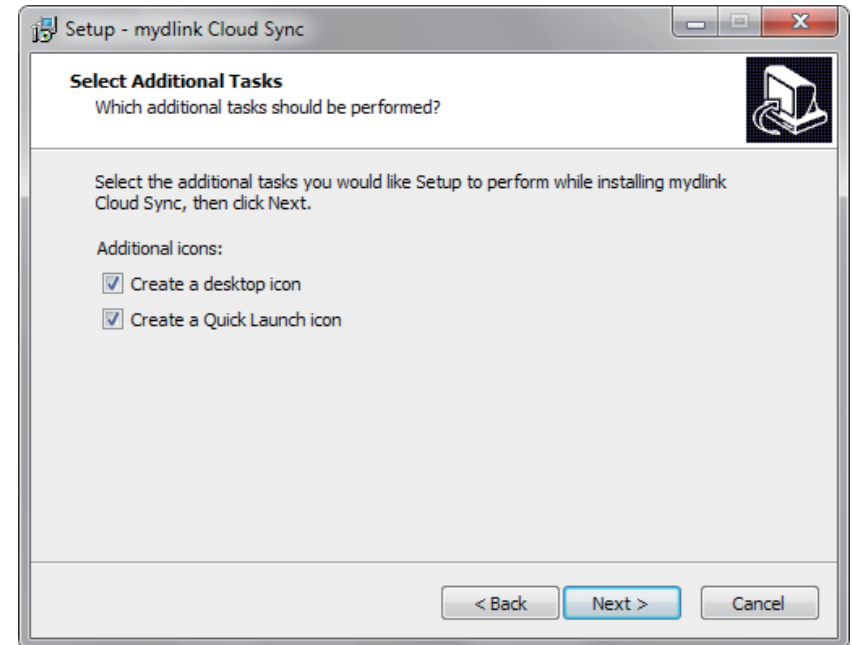 Setup - mydlink Cloud Sync
Select Additional Tasks
Which additional tasks should be performed?
Select the additional tasks you would like Setup to perform while installing mydlink
Cloud Sync, then click Next.
Additional icons:
Create a desktop icon
Create a Quick Launch icon
< Back
Next >
Cancel